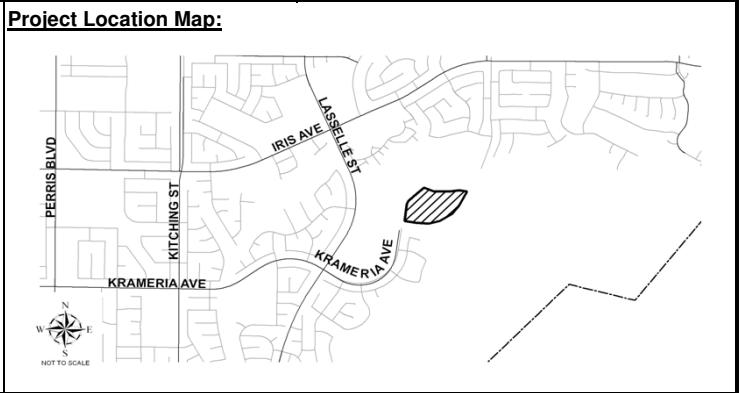 Project Location Map:
LASSELLE ST
IRIS AVE
PERRIS BLVD
KITCHING ST
KRAMERIA AVE
KRAMERIA AVE
N
W E
S
NOT TO SCALE